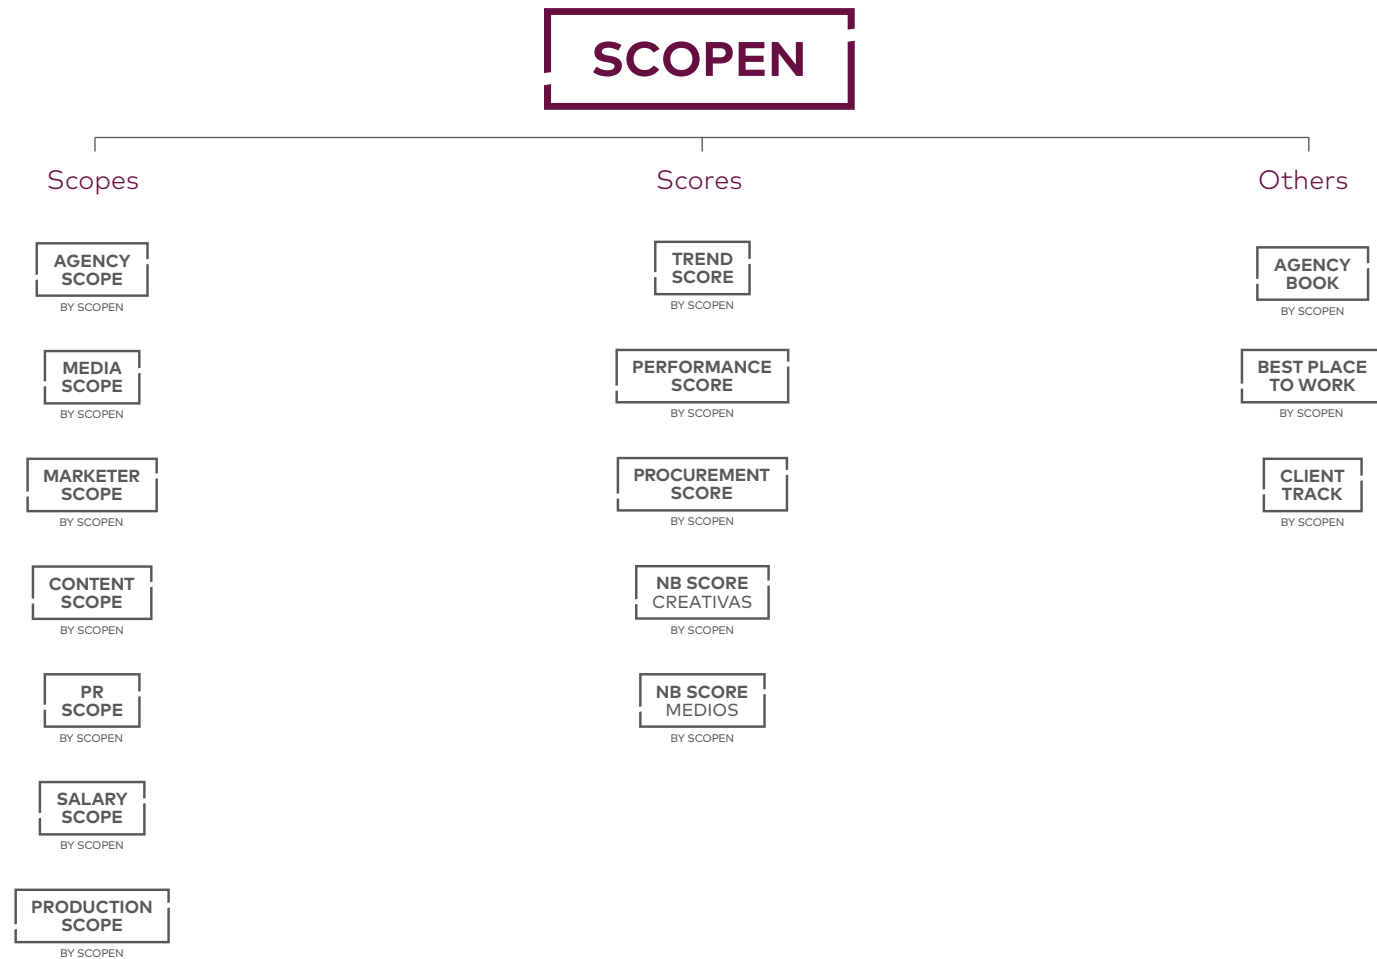 SCOPEN
Scopes
AGENCY
SCOPE
BY SCOPEN
MEDIA
SCOPE
BY SCOPEN
MARKETER
SCOPE
BY SCOPEN
CONTENT
SCOPE
BY SCOPEN
PR
SCOPE
BY SCOPEN
SALARY
SCOPE
BY SCOPEN
PRODUCTION
SCOPE
BY SCOPEN
Scores
TREND
SCORE
BY SCOPEN
PERFORMANCE
SCORE
BY SCOPEN
PROCUREMENT
SCORE
BY SCOPEN
NB SCORE
CREATIVAS
BY SCOPEN
NB SCORE
MEDIOS
BY SCOPEN
Others
AGENCY
BOOK
BY SCOPEN
BEST PLACE
TO WORK
BY SCOPEN
CLIENT
TRACK
BY SCOPEN